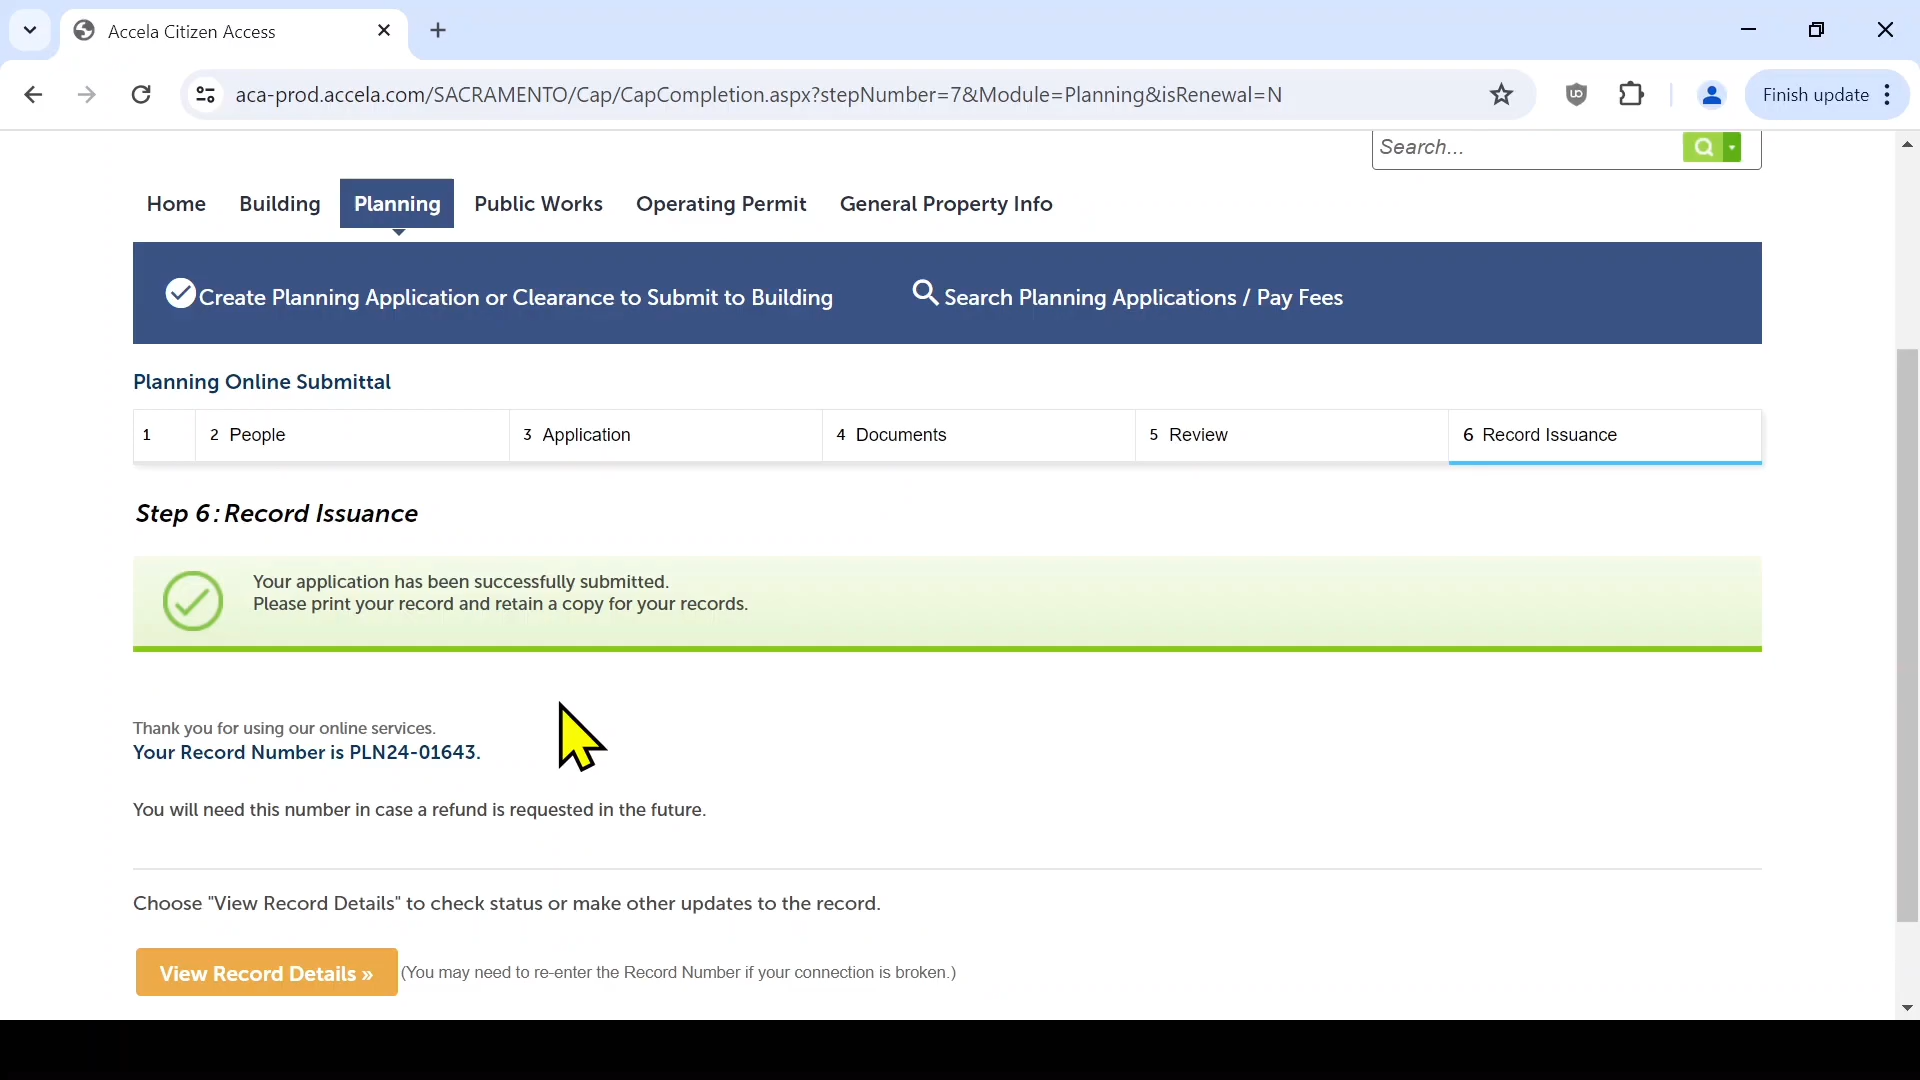 Accela Citizen Access
aca-prod.accela.com/SACRAMENTO/Cap/CapCompletion.aspx?stepNumber=7&Module=Planning&isRenewal=N
Finish update
Search...
Home Building Planning Public Works Operating Permit General Property Info
Create Planning Application or Clearance to Submit to Building Search Planning Applications / Pay Fees
Planning Online Submittal
1 2 People 3 Application 4 Documents 5 Review 6 Record Issuance
Step 6: Record Issuance
Your application has been successfully submitted.
Please print your record and retain a copy for your records.
Thank you for using our online services.
Your Record Number is PLN24-01643.
You will need this number in case a refund is requested in the future.
Choose "View Record Details" to check status or make other updates to the record.
View Record Details » (You may need to re-enter the Record Number if your connection is broken.)